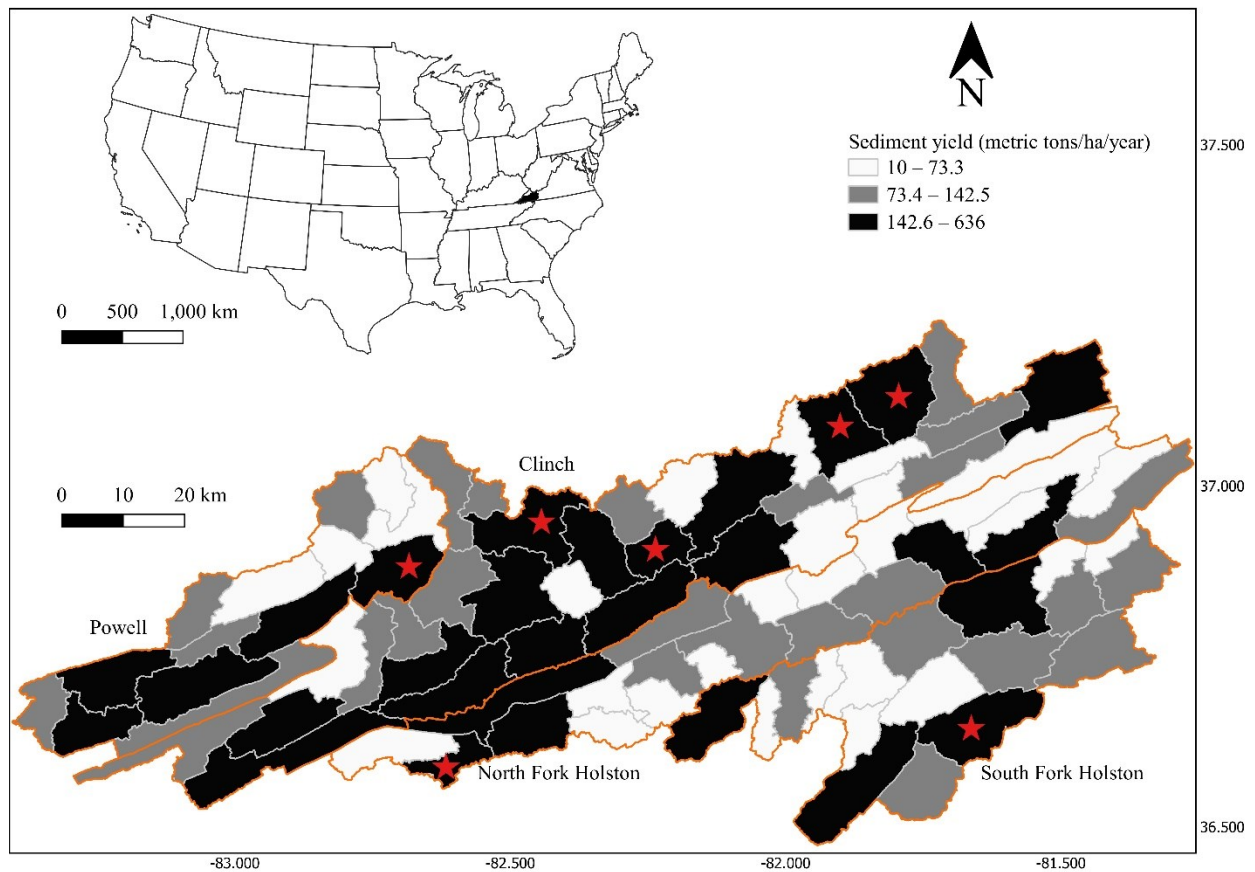 N
Sediment yield (metric tons/ha/year)
10 – 73.3
73.4 – 142.5
142.6 – 636
37.500
0 500 1,000 km
Clinch
0 10 20 km
37.000
Powell
North Fork Holston
South Fork Holston
36.500
-83.000 -82.500 -82.000 -81.500